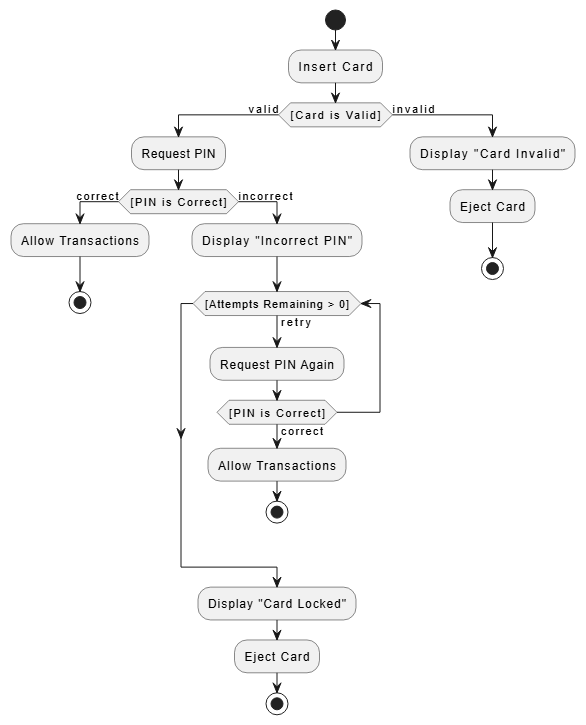 Insert Card
valid
[Card is Valid]
invalid
Request PIN
Display "Card Invalid"
correct
[PIN is Correct]
incorrect
Eject Card
Allow Transactions
Display "Incorrect PIN"
[Attempts Remaining > 0]
retry
Request PIN Again
[PIN is Correct]
correct
Allow Transactions
Display "Card Locked"
Eject Card